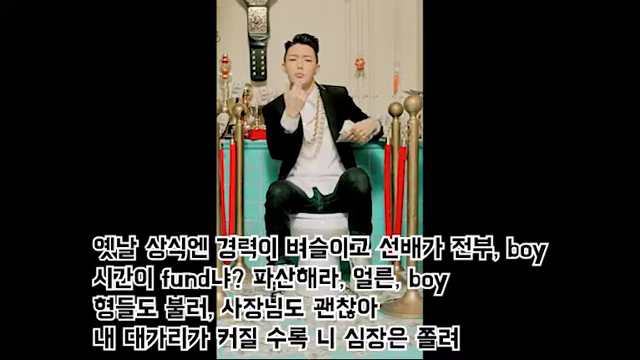 옛날 상식엔 경력이 벼슬이고 선배가 전부, boy
시간이 fund냐? 파산해라, 얼른, boy
형들도 불러, 사장님도 괜찮아
내 대가리가 커질 수록 니 심장은 쫄려